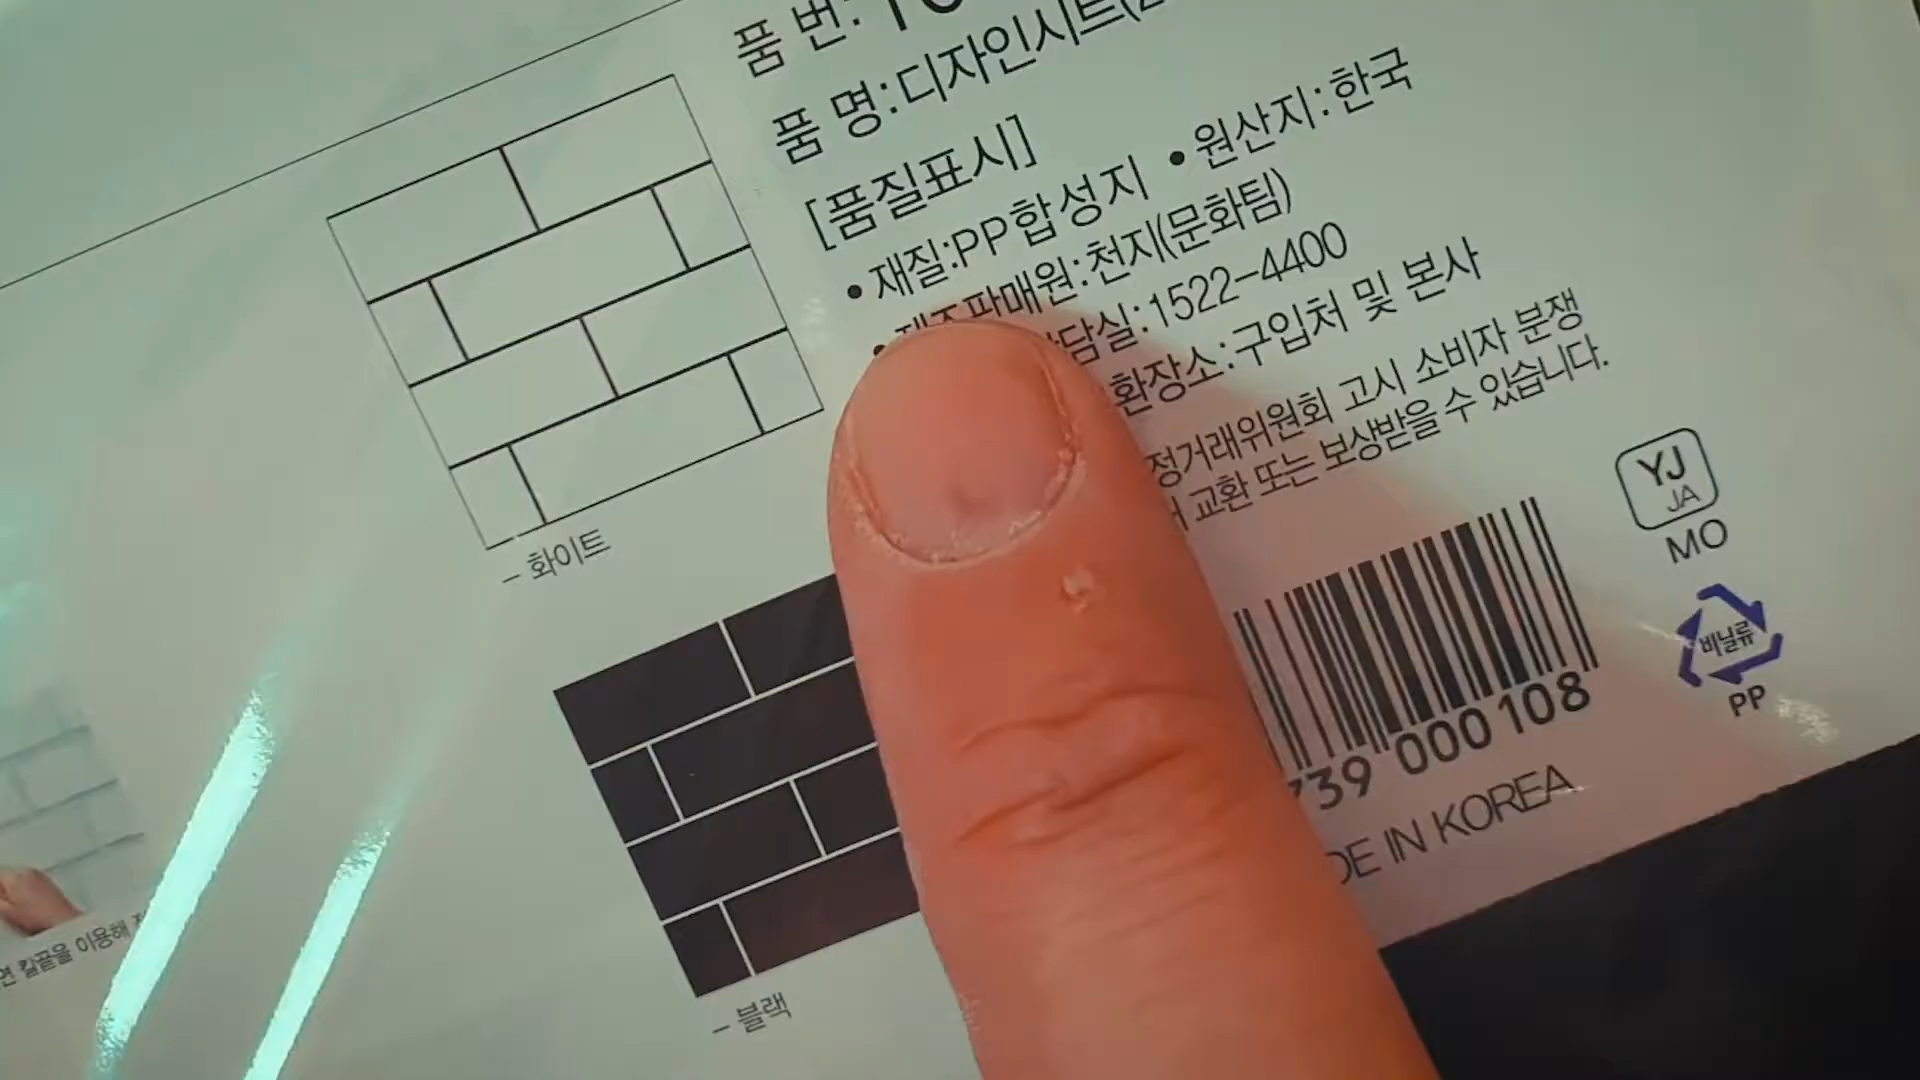 품 번:
품 명:디자인시트
[품질표시]
• 재질:PP합성지 • 원산지:한국
• 제조판매원:천지(문화팀)
담실:1522-4400
환장소:구입처 및 본사
정거래위원회 고시 소비자 분쟁
교환 또는 보상받을 수 있습니다.
- 화이트
YJ
JA
MO
비닐류
PP
739 000108
DE IN KOREA
칼끝을 이용해
- 블랙